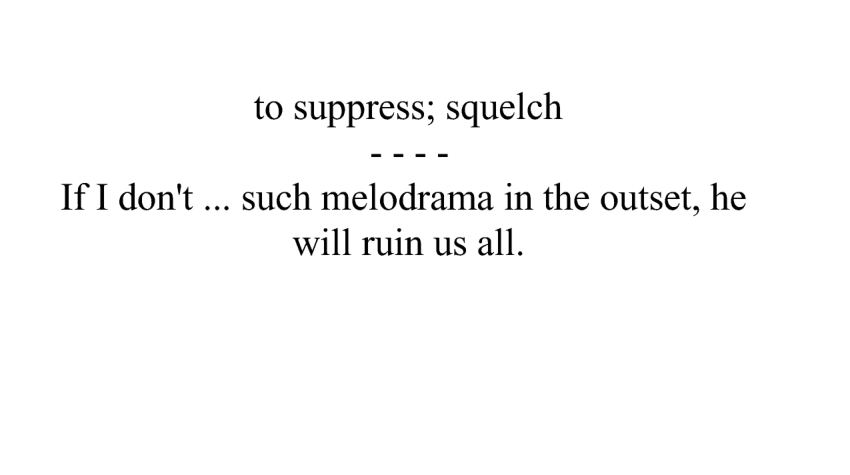 to suppress; squelch
- - - -
If I don't ... such melodrama in the outset, he
will ruin us all.